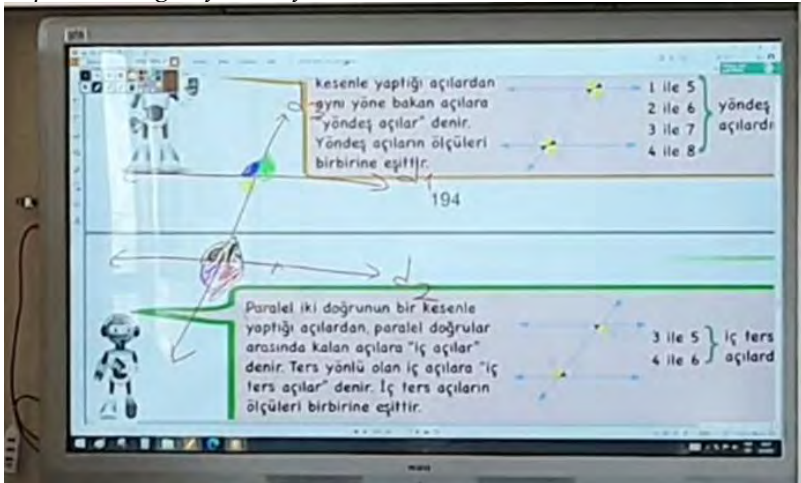 kesenle yaptığı açılardan
aynı yöne bakan açılara
"yöndeş açılar" denir.
Yöndeş açıların ölçüleri
birbirine eşittir.
1 ile 5
2 ile 6
3 ile 7
4 ile 8
yöndeş
açılardı
d1
194
d2
Paralel iki doğrunun bir kesenle
yaptığı açılardan, paralel doğrular
arasında kalan açılara "iç açılar"
denir. Ters yönlü olan iç açılara "iç
ters açılar" denir. İç ters açıların
ölçüleri birbirine eşittir.
3 ile 5
4 ile 6
iç ters
açılard